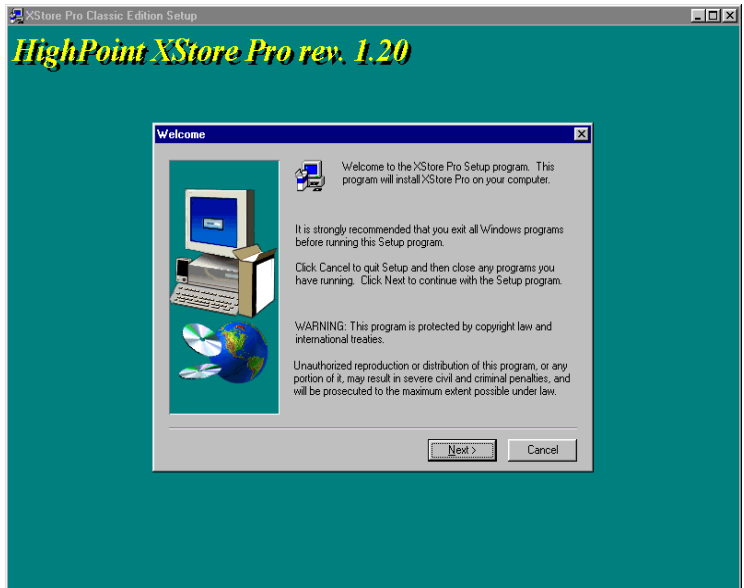 XStore Pro Classic Edition Setup
HighPoint XStore Pro rev. 1.20
Welcome
Welcome to the XStore Pro Setup program. This
program will install XStore Pro on your computer.
It is strongly recommended that you exit all Windows programs
before running this Setup program.
Click Cancel to quit Setup and then close any programs you
have running. Click Next to continue with the Setup program.
WARNING: This program is protected by copyright law and
international treaties.
Unauthorized reproduction or distribution of this program, or any
portion of it, may result in severe civil and criminal penalties, and
will be prosecuted to the maximum extent possible under law.
Next >
Cancel